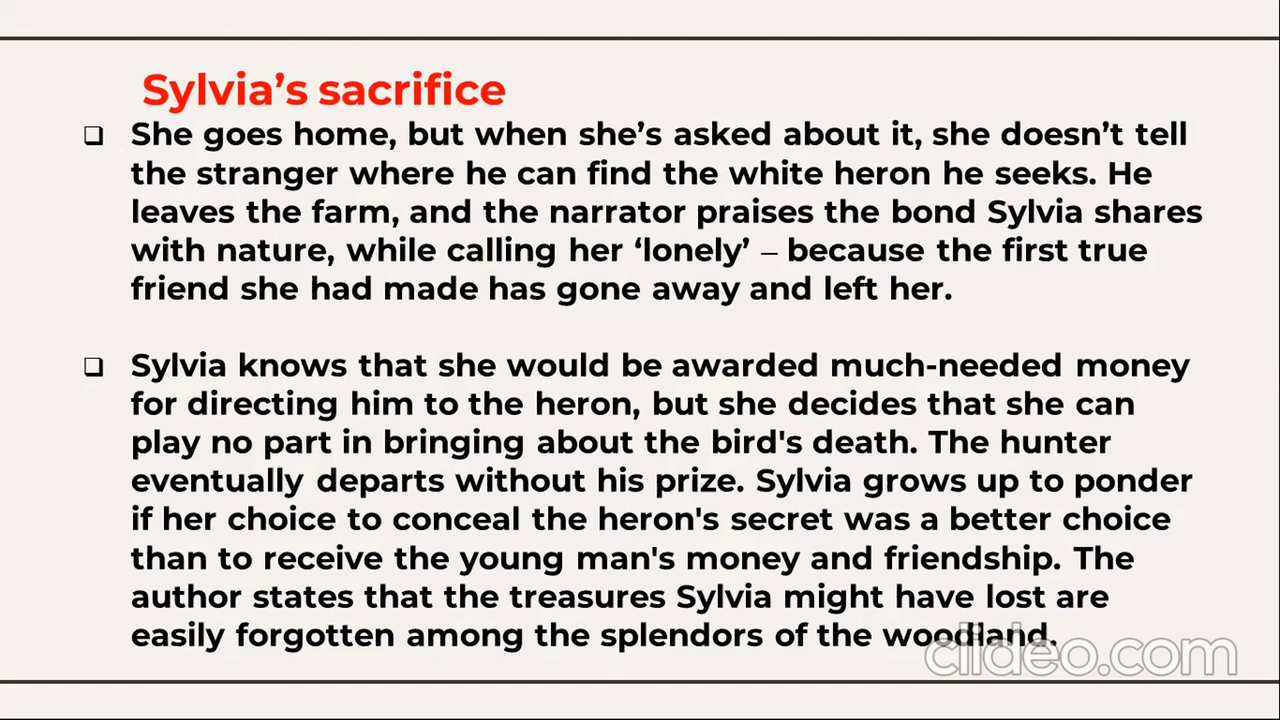 Sylvia’s sacrifice
❑ She goes home, but when she’s asked about it, she doesn’t tell
the stranger where he can find the white heron he seeks. He
leaves the farm, and the narrator praises the bond Sylvia shares
with nature, while calling her ‘lonely’ – because the first true
friend she had made has gone away and left her.
❑ Sylvia knows that she would be awarded much-needed money
for directing him to the heron, but she decides that she can
play no part in bringing about the bird's death. The hunter
eventually departs without his prize. Sylvia grows up to ponder
if her choice to conceal the heron's secret was a better choice
than to receive the young man's money and friendship. The
author states that the treasures Sylvia might have lost are
easily forgotten among the splendors of the woodland.
clideo.com